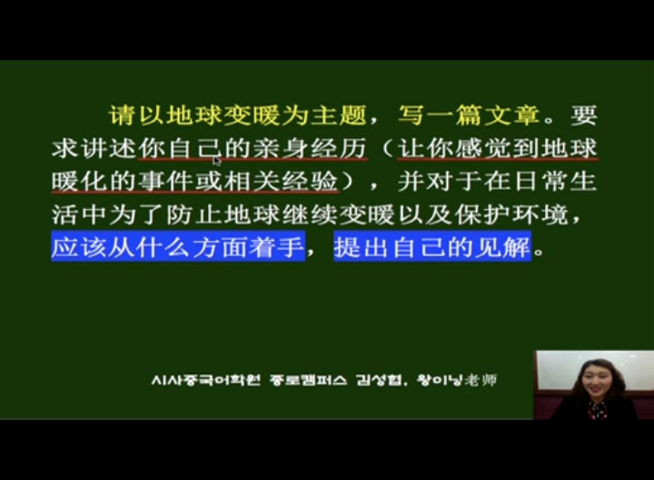 请以地球变暖为主题，写一篇文章。要
求讲述你自己的亲身经历（让你感觉到地球
暖化的事件或相关经验），并对于在日常生
活中为了防止地球继续变暖以及保护环境，
应该从什么方面着手，提出自己的见解。
시사중국어학원 종로캠퍼스 김성협, 왕이닝老师